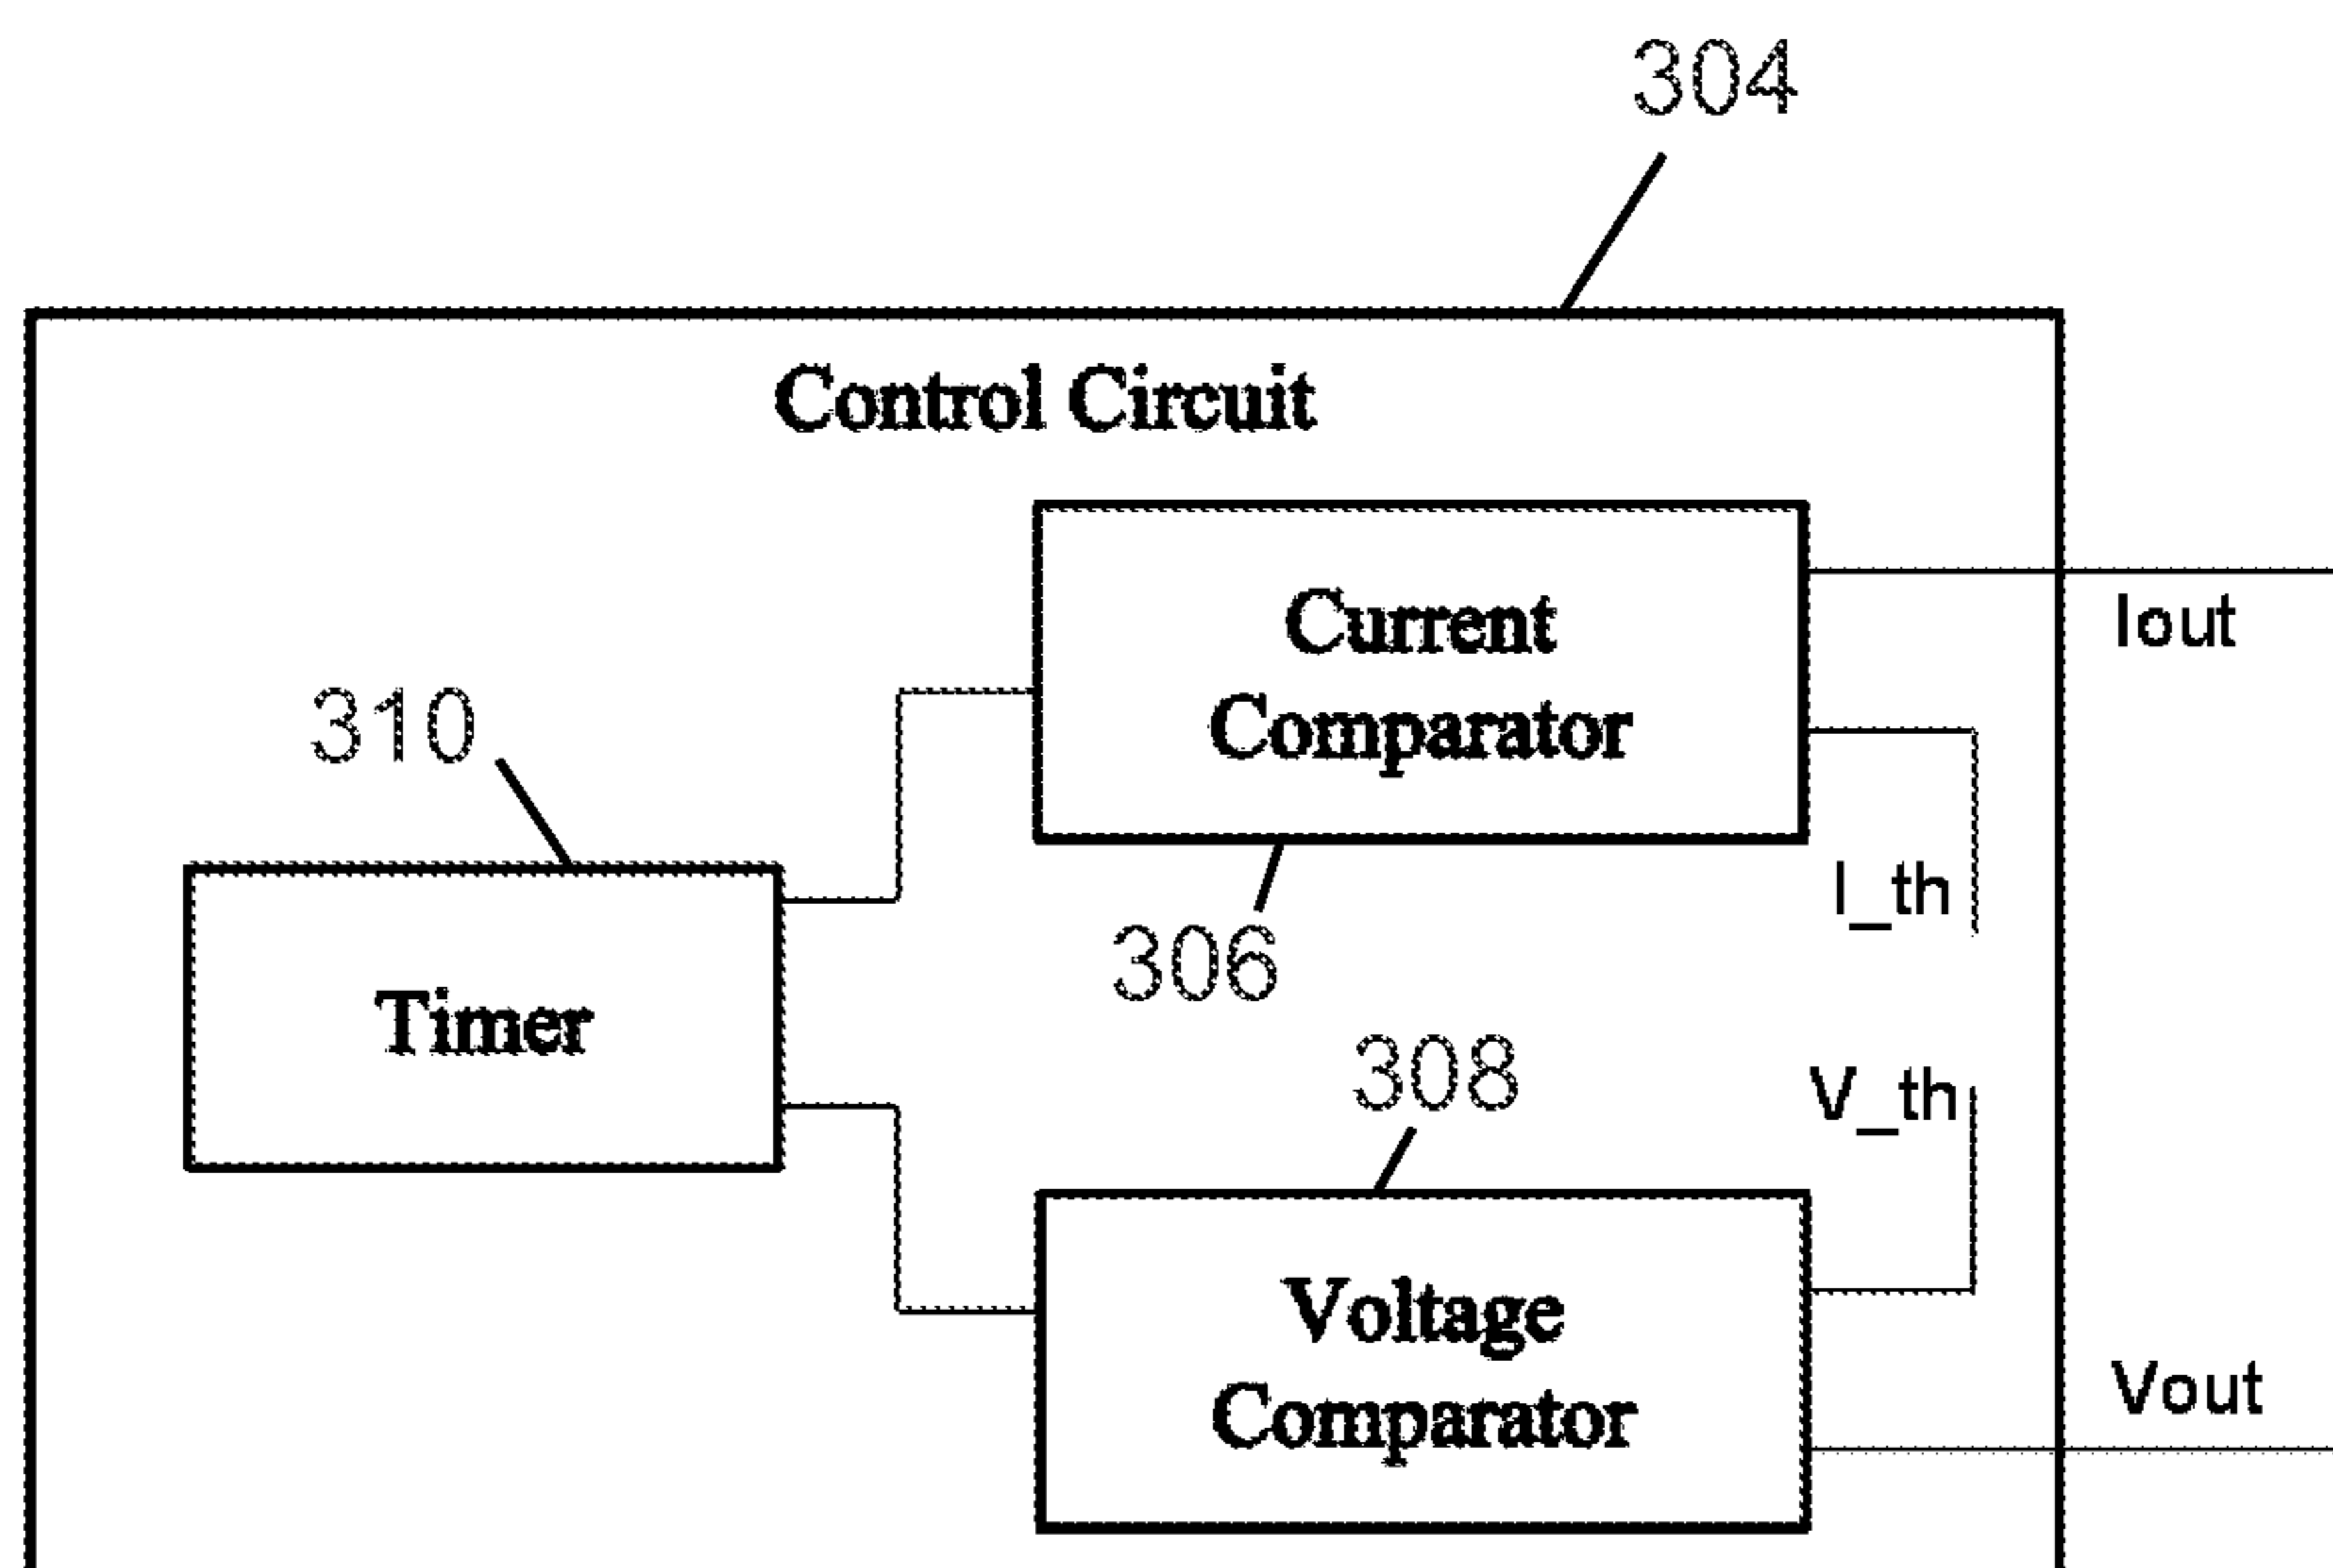 304
Control Circuit
Current
Comparator
Iout
310
I_th
306
Timer
308
V_th
Voltage
Comparator
Vout